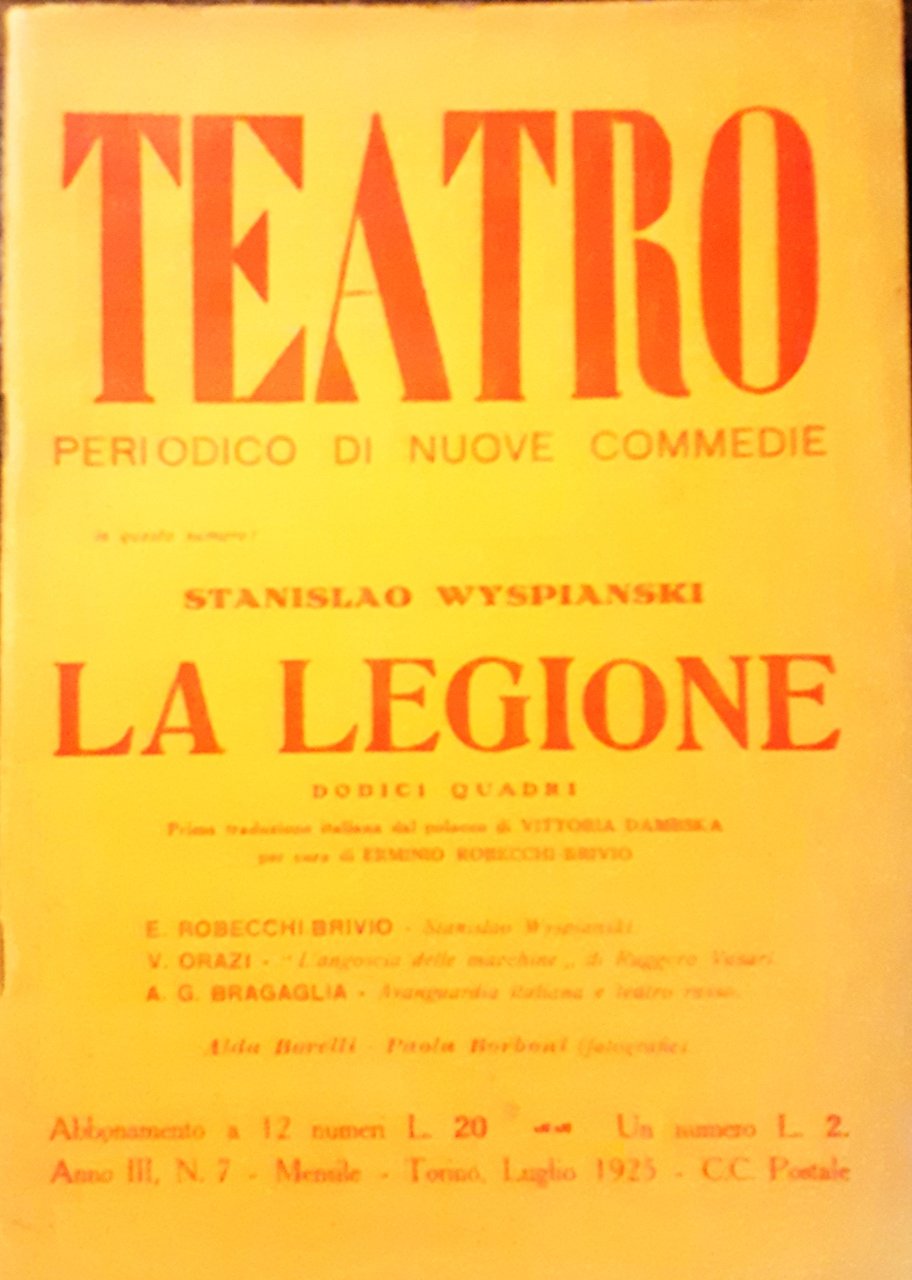 TEATRO
PERIODICO DI NUOVE COMMEDIE
In questo numero:
STANISLAO WYSPIANSKI
LA LEGIONE
DODICI QUADRI
Prima traduzione italiana dal polacco di VITTORIA DAMBSKA
per cura di ERMINIO ROBECCHI-BRIVIO
E. ROBECCHI-BRIVIO - Stanislao Wyspianski
V. ORAZI - "L'angoscia delle macchine„ di Ruggero Vasari
A. G. BRAGAGLIA - Avanguardia italiana e teatro russo.
Alda Borelli - Paola Borboni (fotografie)
Abbonamento a 12 numeri L. 20 -- Un numero L. 2.
Anno III, N. 7 - Mensile - Torino, Luglio 1925 - C.C. Postale